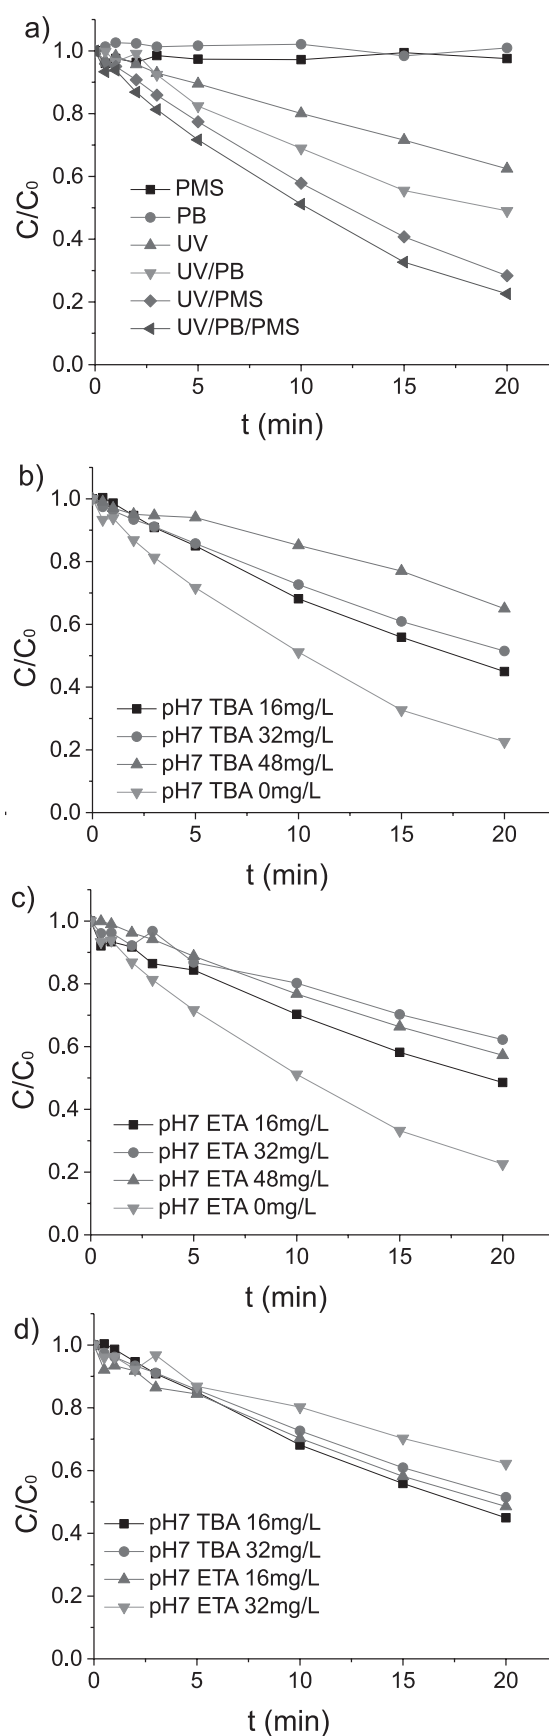 a)
1.0
0.8
0.6
0.4
0.2
0.0
C/C₀
PMS
PB
UV
UV/PB
UV/PMS
UV/PB/PMS
0 5 10 15 20
t (min)
b)
1.0
0.8
0.6
0.4
0.2
0.0
C/C₀
pH7 TBA 16mg/L
pH7 TBA 32mg/L
pH7 TBA 48mg/L
pH7 TBA 0mg/L
0 5 10 15 20
t (min)
c)
1.0
0.8
0.6
0.4
0.2
0.0
C/C₀
pH7 ETA 16mg/L
pH7 ETA 32mg/L
pH7 ETA 48mg/L
pH7 ETA 0mg/L
0 5 10 15 20
t (min)
d)
1.0
0.8
0.6
0.4
0.2
0.0
C/C₀
pH7 TBA 16mg/L
pH7 TBA 32mg/L
pH7 ETA 16mg/L
pH7 ETA 32mg/L
0 5 10 15 20
t (min)